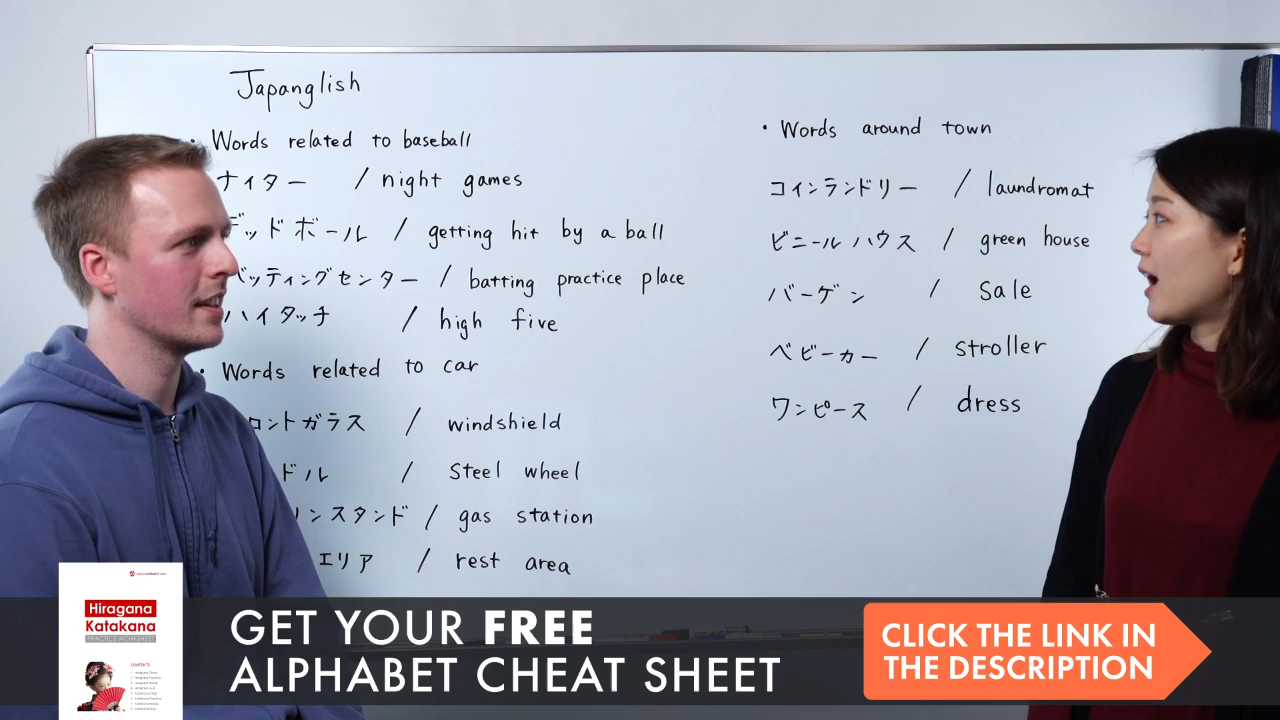 Japanglish
• Words related to baseball
ナイター / night games
デッドボール / getting hit by a ball
バッティングセンター / batting practice place
ハイタッチ / high five
• Words related to car
ロントガラス / windshield
ドル / Steel wheel
リンスタンド / gas station
エリア / rest area
• Words around town
コインランドリー / laundromat
ビニールハウス / green house
バーゲン / Sale
ベビーカー / stroller
ワンピース / dress
Hiragana
Katakana
PRACTICE WORKSHEET
CONTENTS
GET YOUR FREE
ALPHABET CHEAT SHEET
CLICK THE LINK IN
THE DESCRIPTION